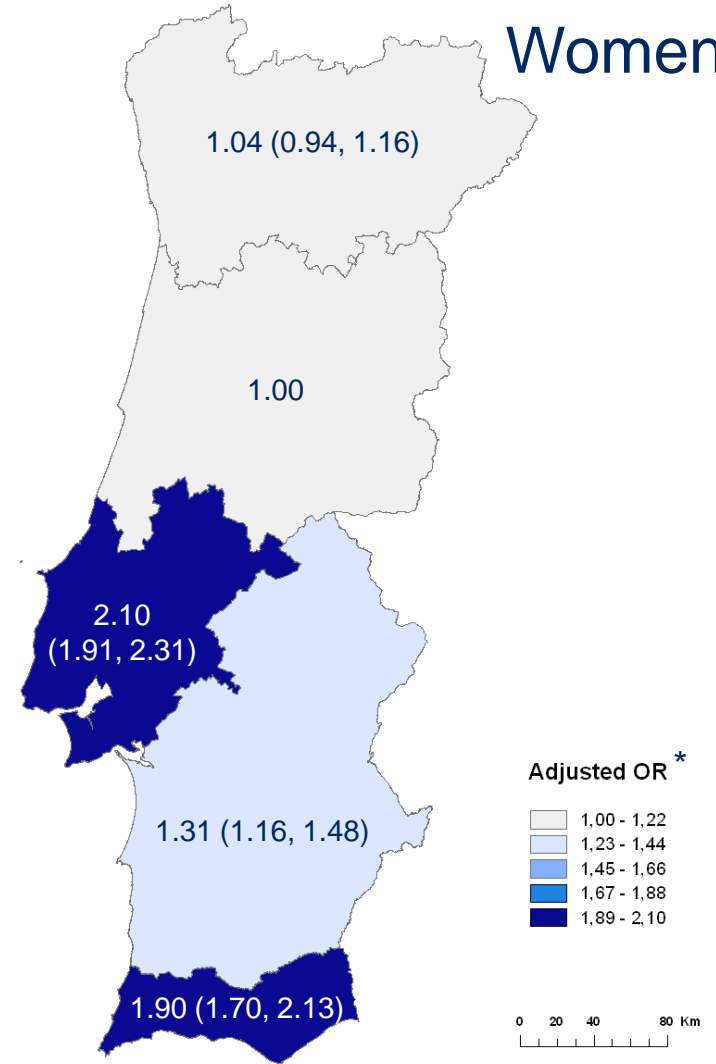 Women
1.04 (0.94, 1.16)
1.00
2.10
(1.91, 2.31)
1.31 (1.16, 1.48)
1.90 (1.70, 2.13)
Adjusted OR *
1,00 - 1,22
1,23 - 1,44
1,45 - 1,66
1,67 - 1,88
1,89 - 2,10
0 20 40 80 Km